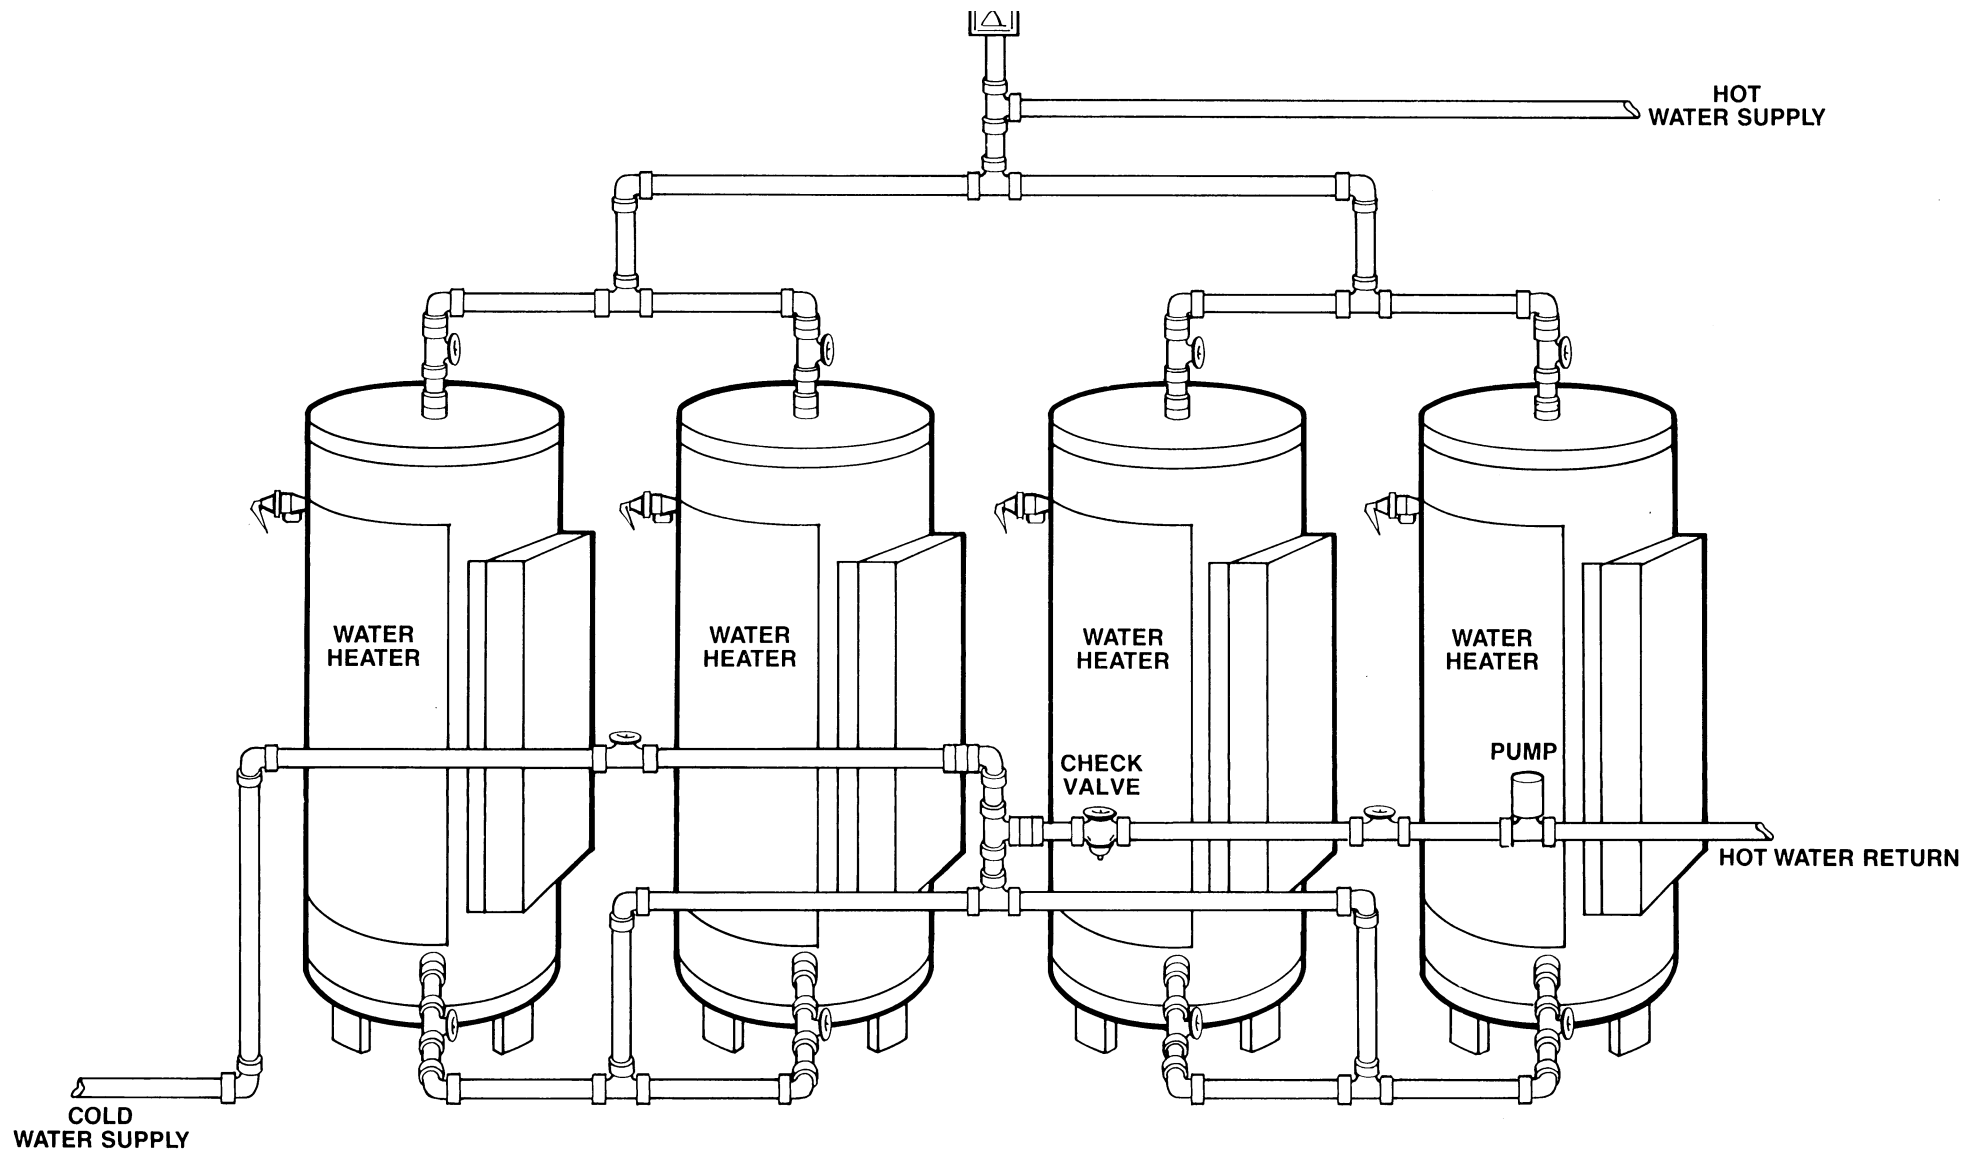 HOT
WATER SUPPLY
WATER
HEATER
WATER
HEATER
WATER
HEATER
WATER
HEATER
CHECK
VALVE
PUMP
HOT WATER RETURN
COLD
WATER SUPPLY